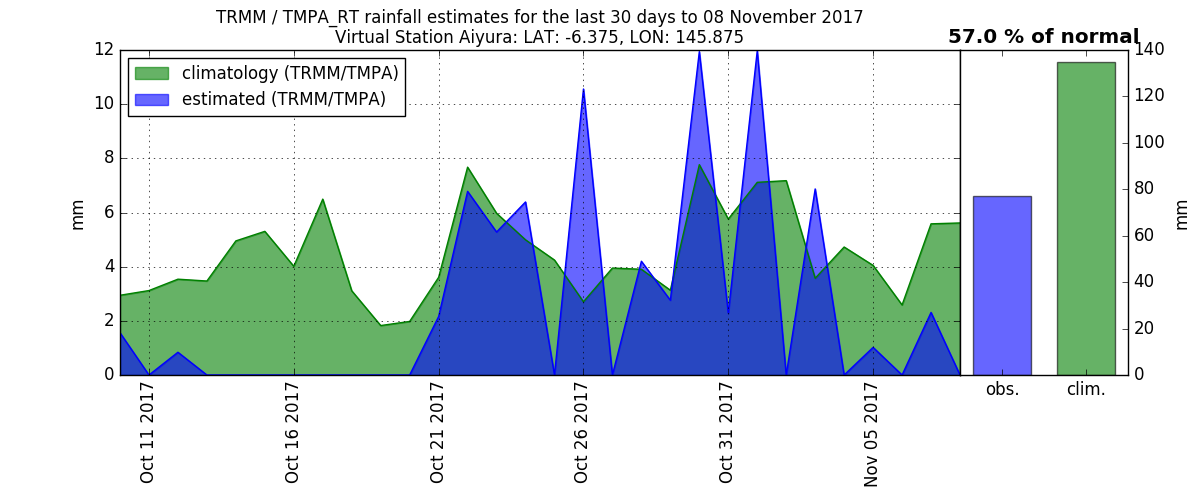 TRMM / TMPA_RT rainfall estimates for the last 30 days to 08 November 2017
Virtual Station Aiyura: LAT: -6.375, LON: 145.875
57.0 % of normal
climatology (TRMM/TMPA)
estimated (TRMM/TMPA)
12
10
8
6
4
2
0
mm
Oct 11 2017
Oct 16 2017
Oct 21 2017
Oct 26 2017
Oct 31 2017
Nov 05 2017
obs.
clim.
140
120
100
80
60
40
20
0
mm